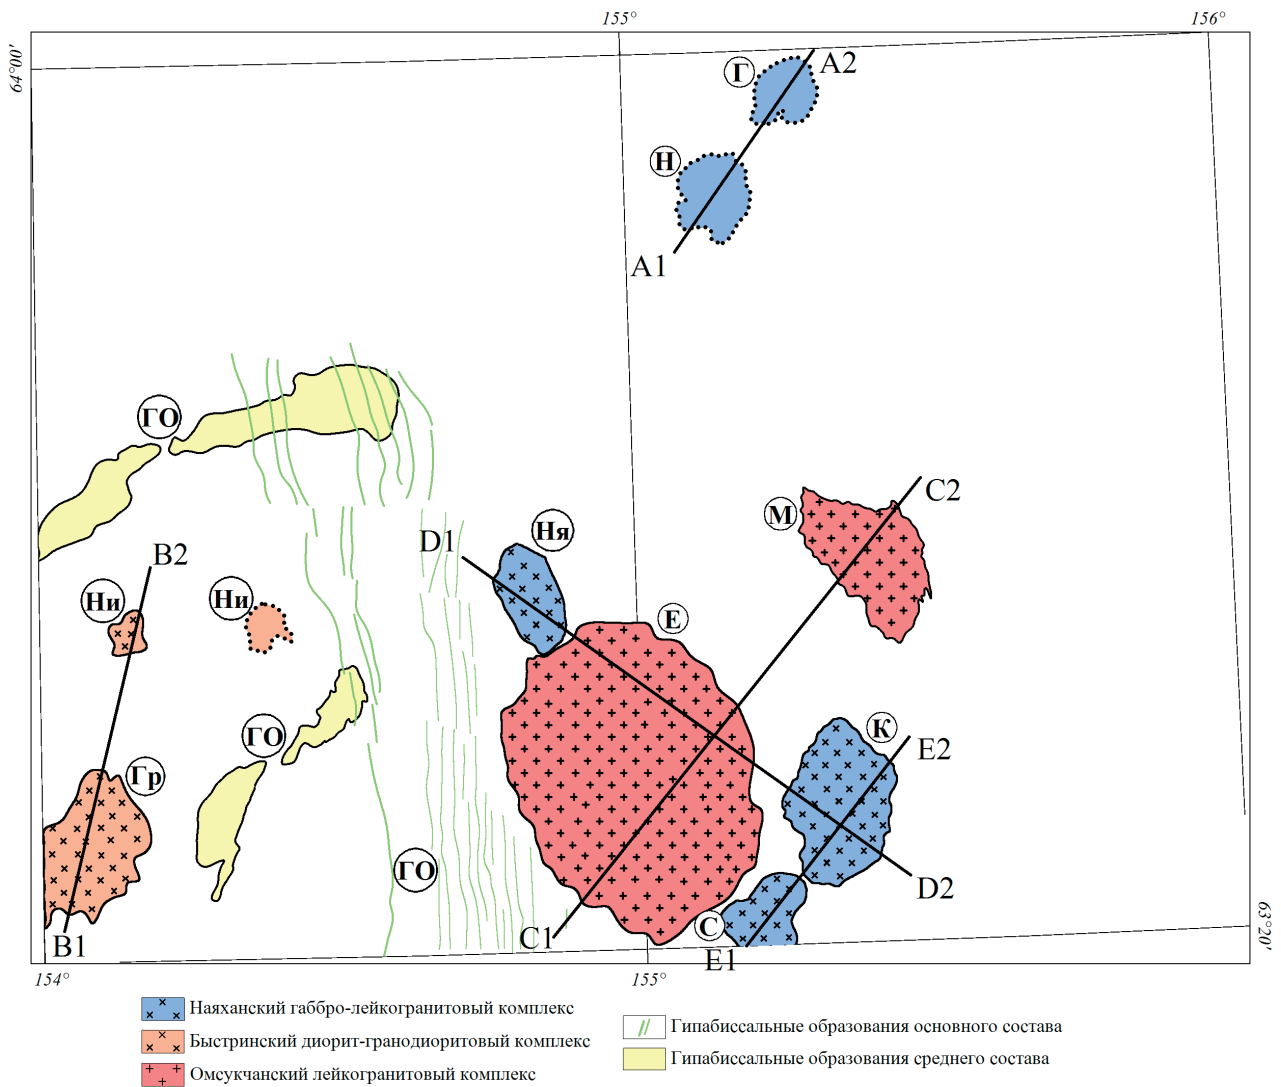 155°
156°
64°00'
Г
A2
Н
A1
ГО
C2
М
Ня
D1
B2
Ни
Ни
Е
К
E2
ГО
Гр
ГО
D2
С
C1
B1
E1
63°20'
154°
155°
Наяханский габбро-лейкогранитовый комплекс
Быстринский диорит-гранодиоритовый комплекс
Омсукчанский лейкогранитовый комплекс
Гипабиссальные образования основного состава
Гипабиссальные образования среднего состава